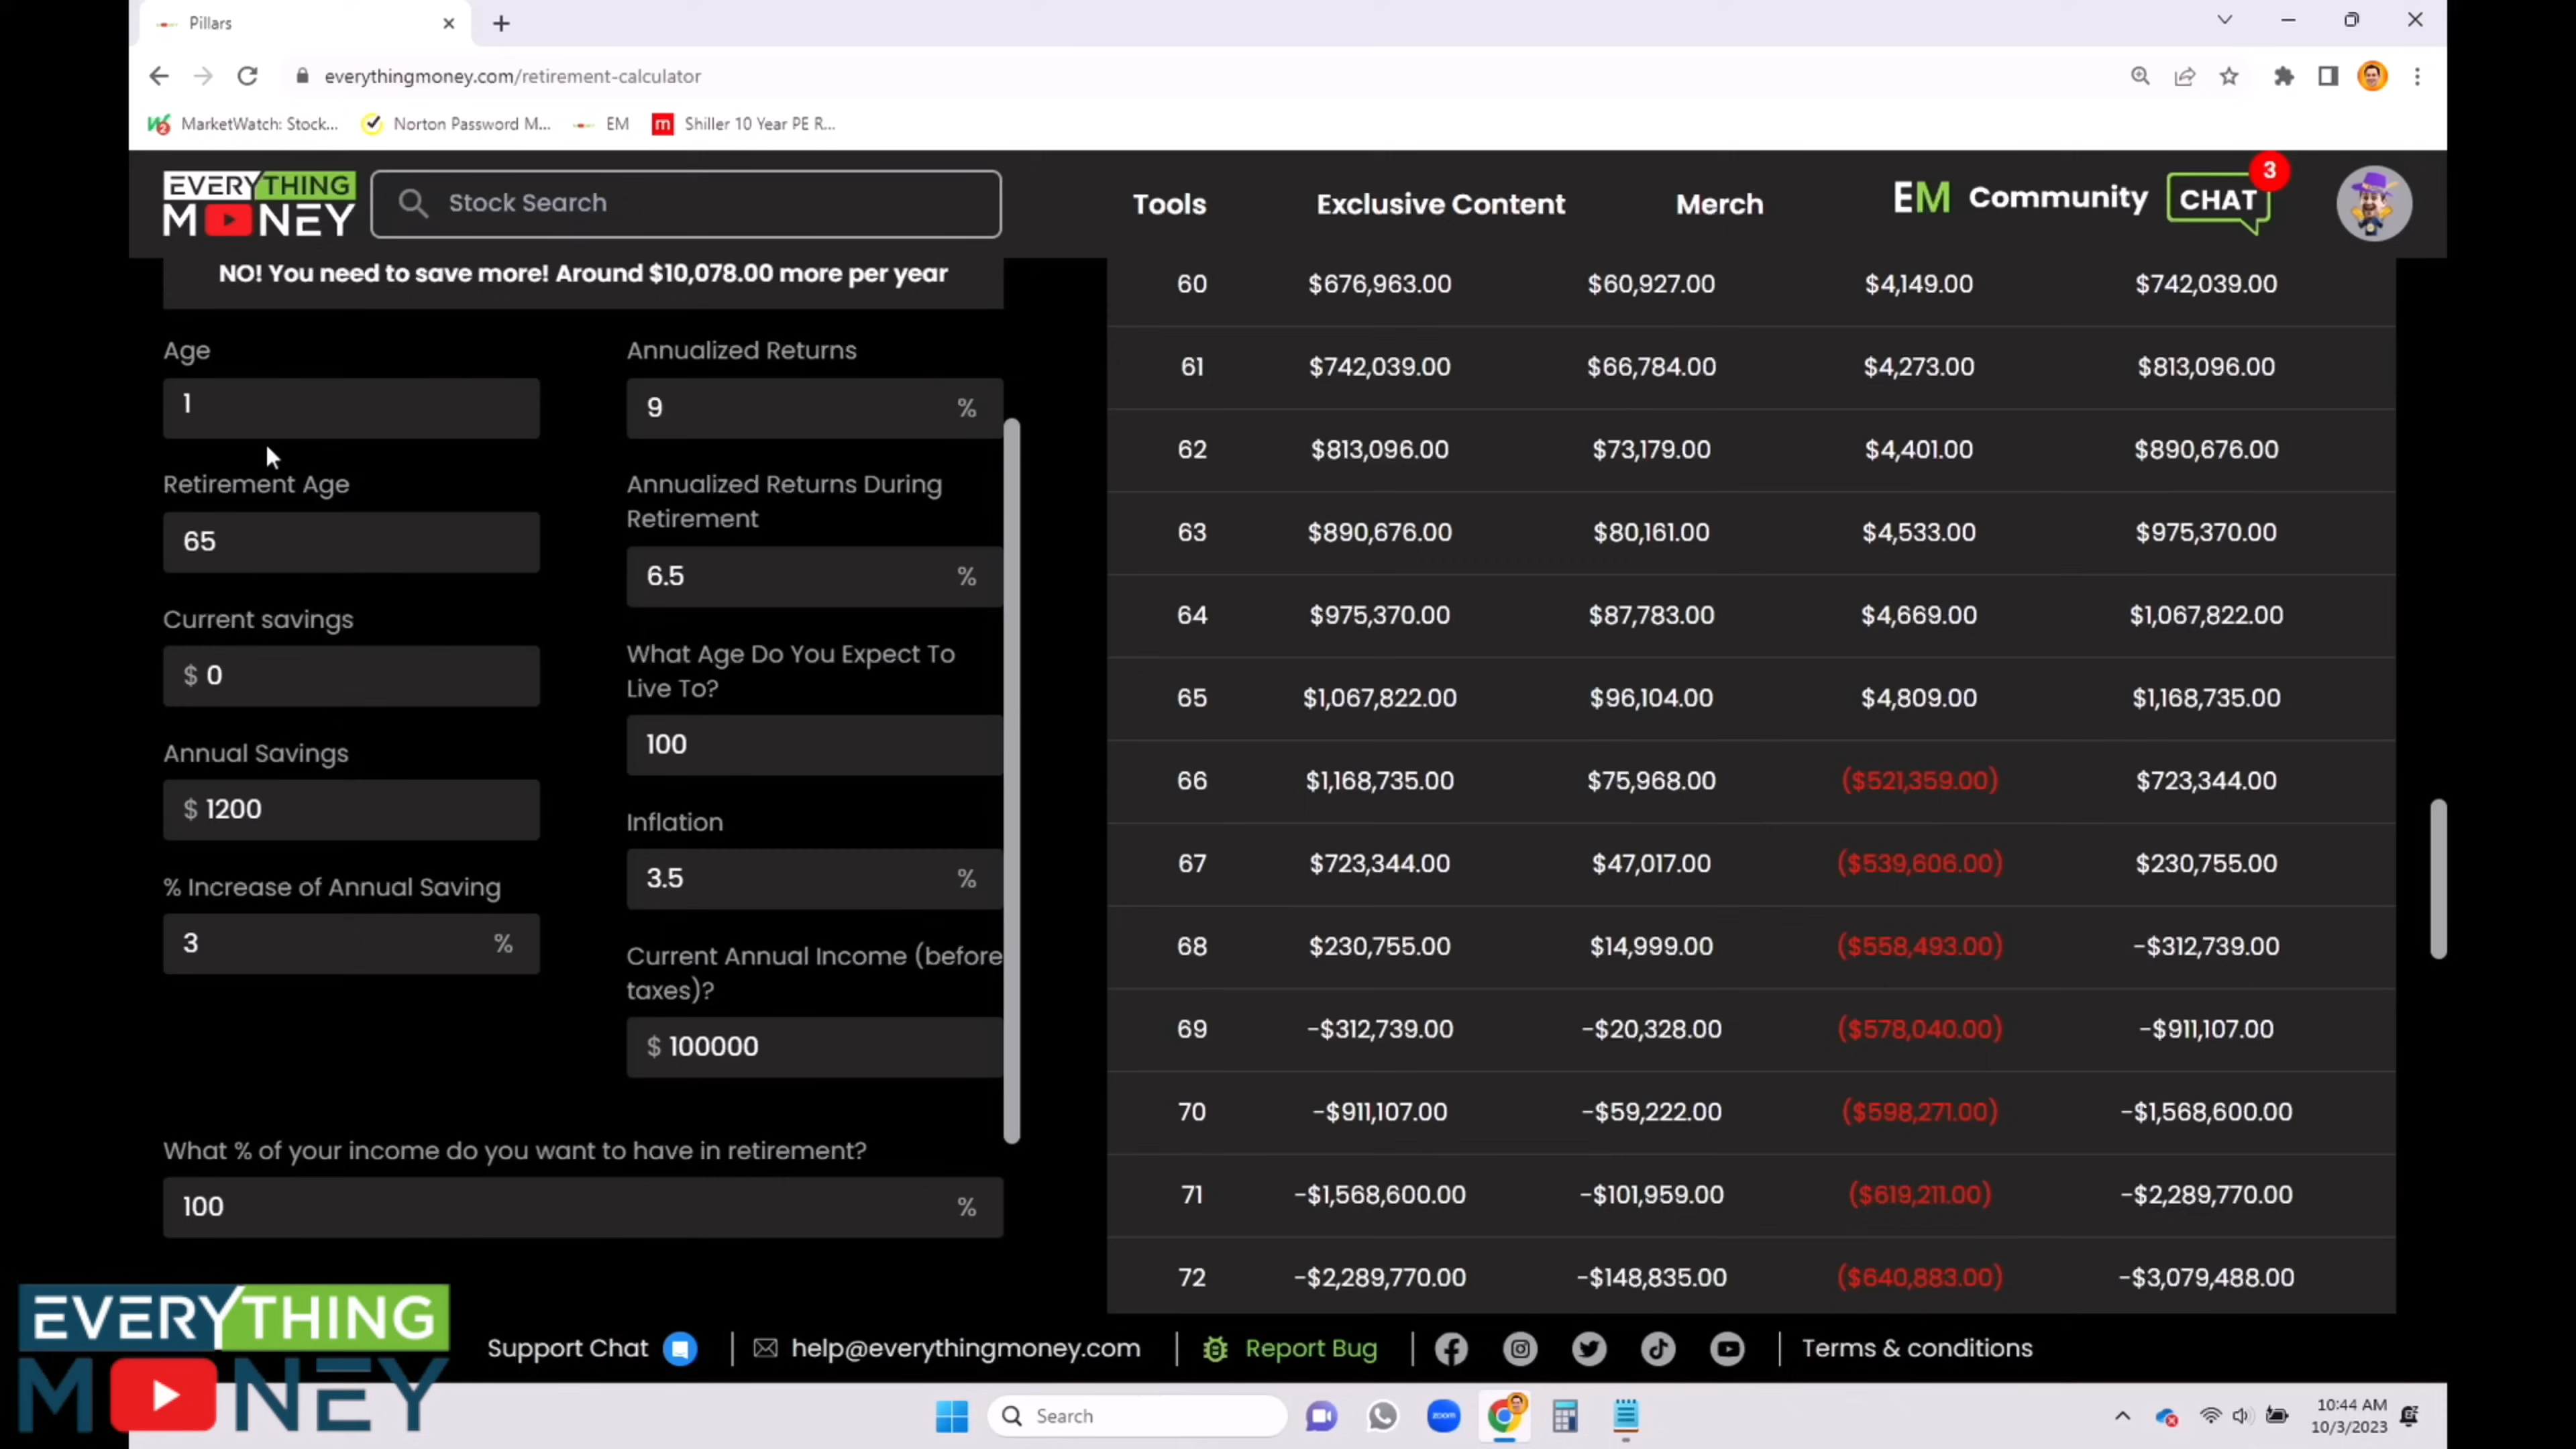 Pillars
everythingmoney.com/retirement-calculator
MarketWatch: Stock...
Norton Password M...
EM
m
Shiller 10 Year PE R...
EVERYTHING
MONEY
Stock Search
Tools
Exclusive Content
Merch
EM Community
CHAT
3
NO! You need to save more! Around $10,078.00 more per year
Age
1
Retirement Age
65
Current savings
$ 0
Annual Savings
$ 1200
% Increase of Annual Saving
3 %
Annualized Returns
9 %
Annualized Returns During
Retirement
6.5 %
What Age Do You Expect To
Live To?
100
Inflation
3.5 %
Current Annual Income (before
taxes)?
$ 100000
What % of your income do you want to have in retirement?
100 %
60 $676,963.00 $60,927.00 $4,149.00 $742,039.00
61 $742,039.00 $66,784.00 $4,273.00 $813,096.00
62 $813,096.00 $73,179.00 $4,401.00 $890,676.00
63 $890,676.00 $80,161.00 $4,533.00 $975,370.00
64 $975,370.00 $87,783.00 $4,669.00 $1,067,822.00
65 $1,067,822.00 $96,104.00 $4,809.00 $1,168,735.00
66 $1,168,735.00 $75,968.00 ($521,359.00) $723,344.00
67 $723,344.00 $47,017.00 ($539,606.00) $230,755.00
68 $230,755.00 $14,999.00 ($558,493.00) -$312,739.00
69 -$312,739.00 -$20,328.00 ($578,040.00) -$911,107.00
70 -$911,107.00 -$59,222.00 ($598,271.00) -$1,568,600.00
71 -$1,568,600.00 -$101,959.00 ($619,211.00) -$2,289,770.00
72 -$2,289,770.00 -$148,835.00 ($640,883.00) -$3,079,488.00
EVERYTHING
MONEY
Support Chat
help@everythingmoney.com
Report Bug
Terms & conditions
Search
zoom
10:44 AM
10/3/2023